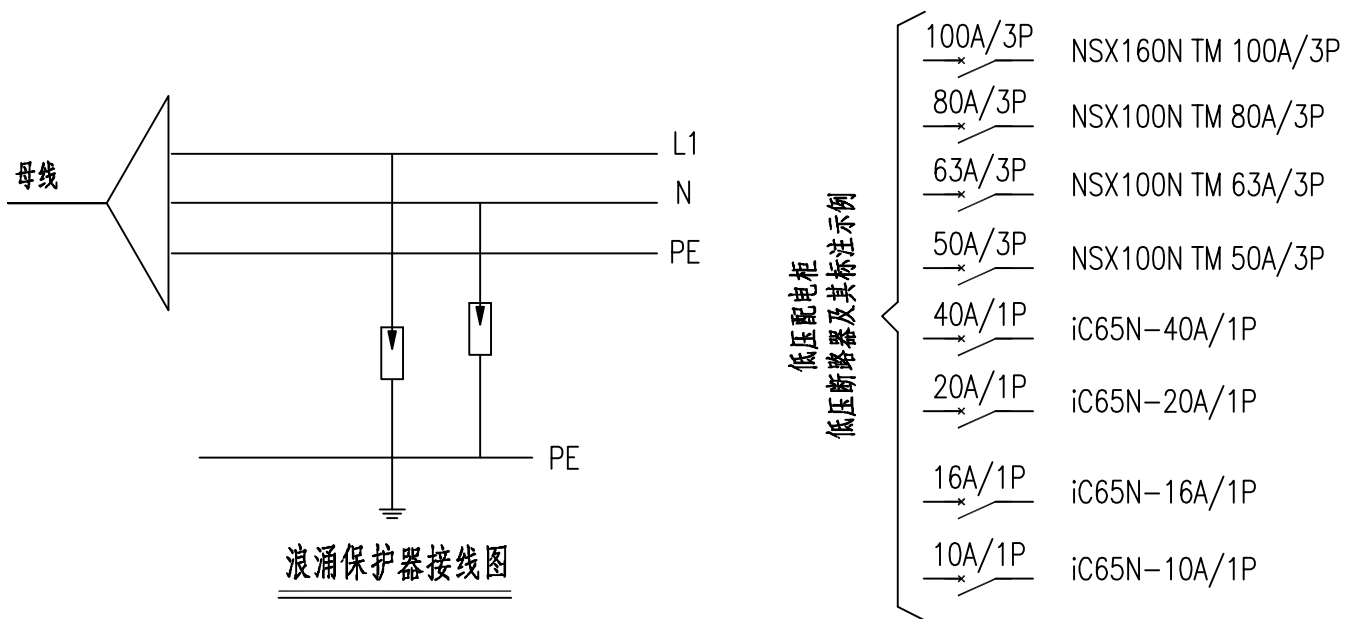 母线
L1
N
PE
PE
浪涌保护器接线图
低压配电柜
低压断路器及其标注示例
100A/3P
NSX160N TM 100A/3P
80A/3P
NSX100N TM 80A/3P
63A/3P
NSX100N TM 63A/3P
50A/3P
NSX100N TM 50A/3P
40A/1P
iC65N-40A/1P
20A/1P
iC65N-20A/1P
16A/1P
iC65N-16A/1P
10A/1P
iC65N-10A/1P